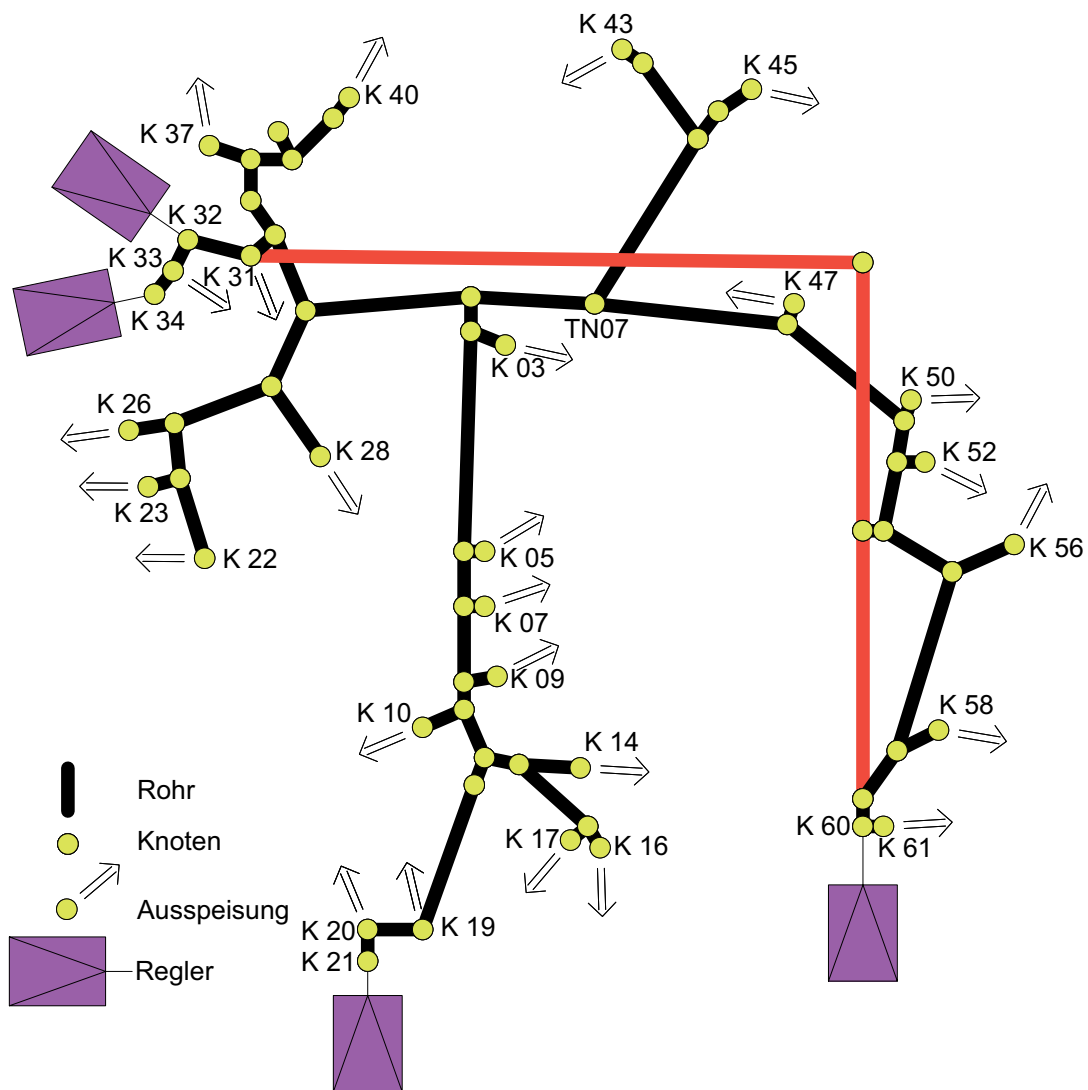 K 43
K 45
K 40
K 37
K 32
K 33
K 31
K 34
K 47
TN07
K 03
K 50
K 26
K 28
K 52
K 23
K 22
K 05
K 56
K 07
K 09
K 10
K 58
K 14
Rohr
K 60
K 61
K 17
K 16
Knoten
Ausspeisung
K 20
K 19
K 21
Regler